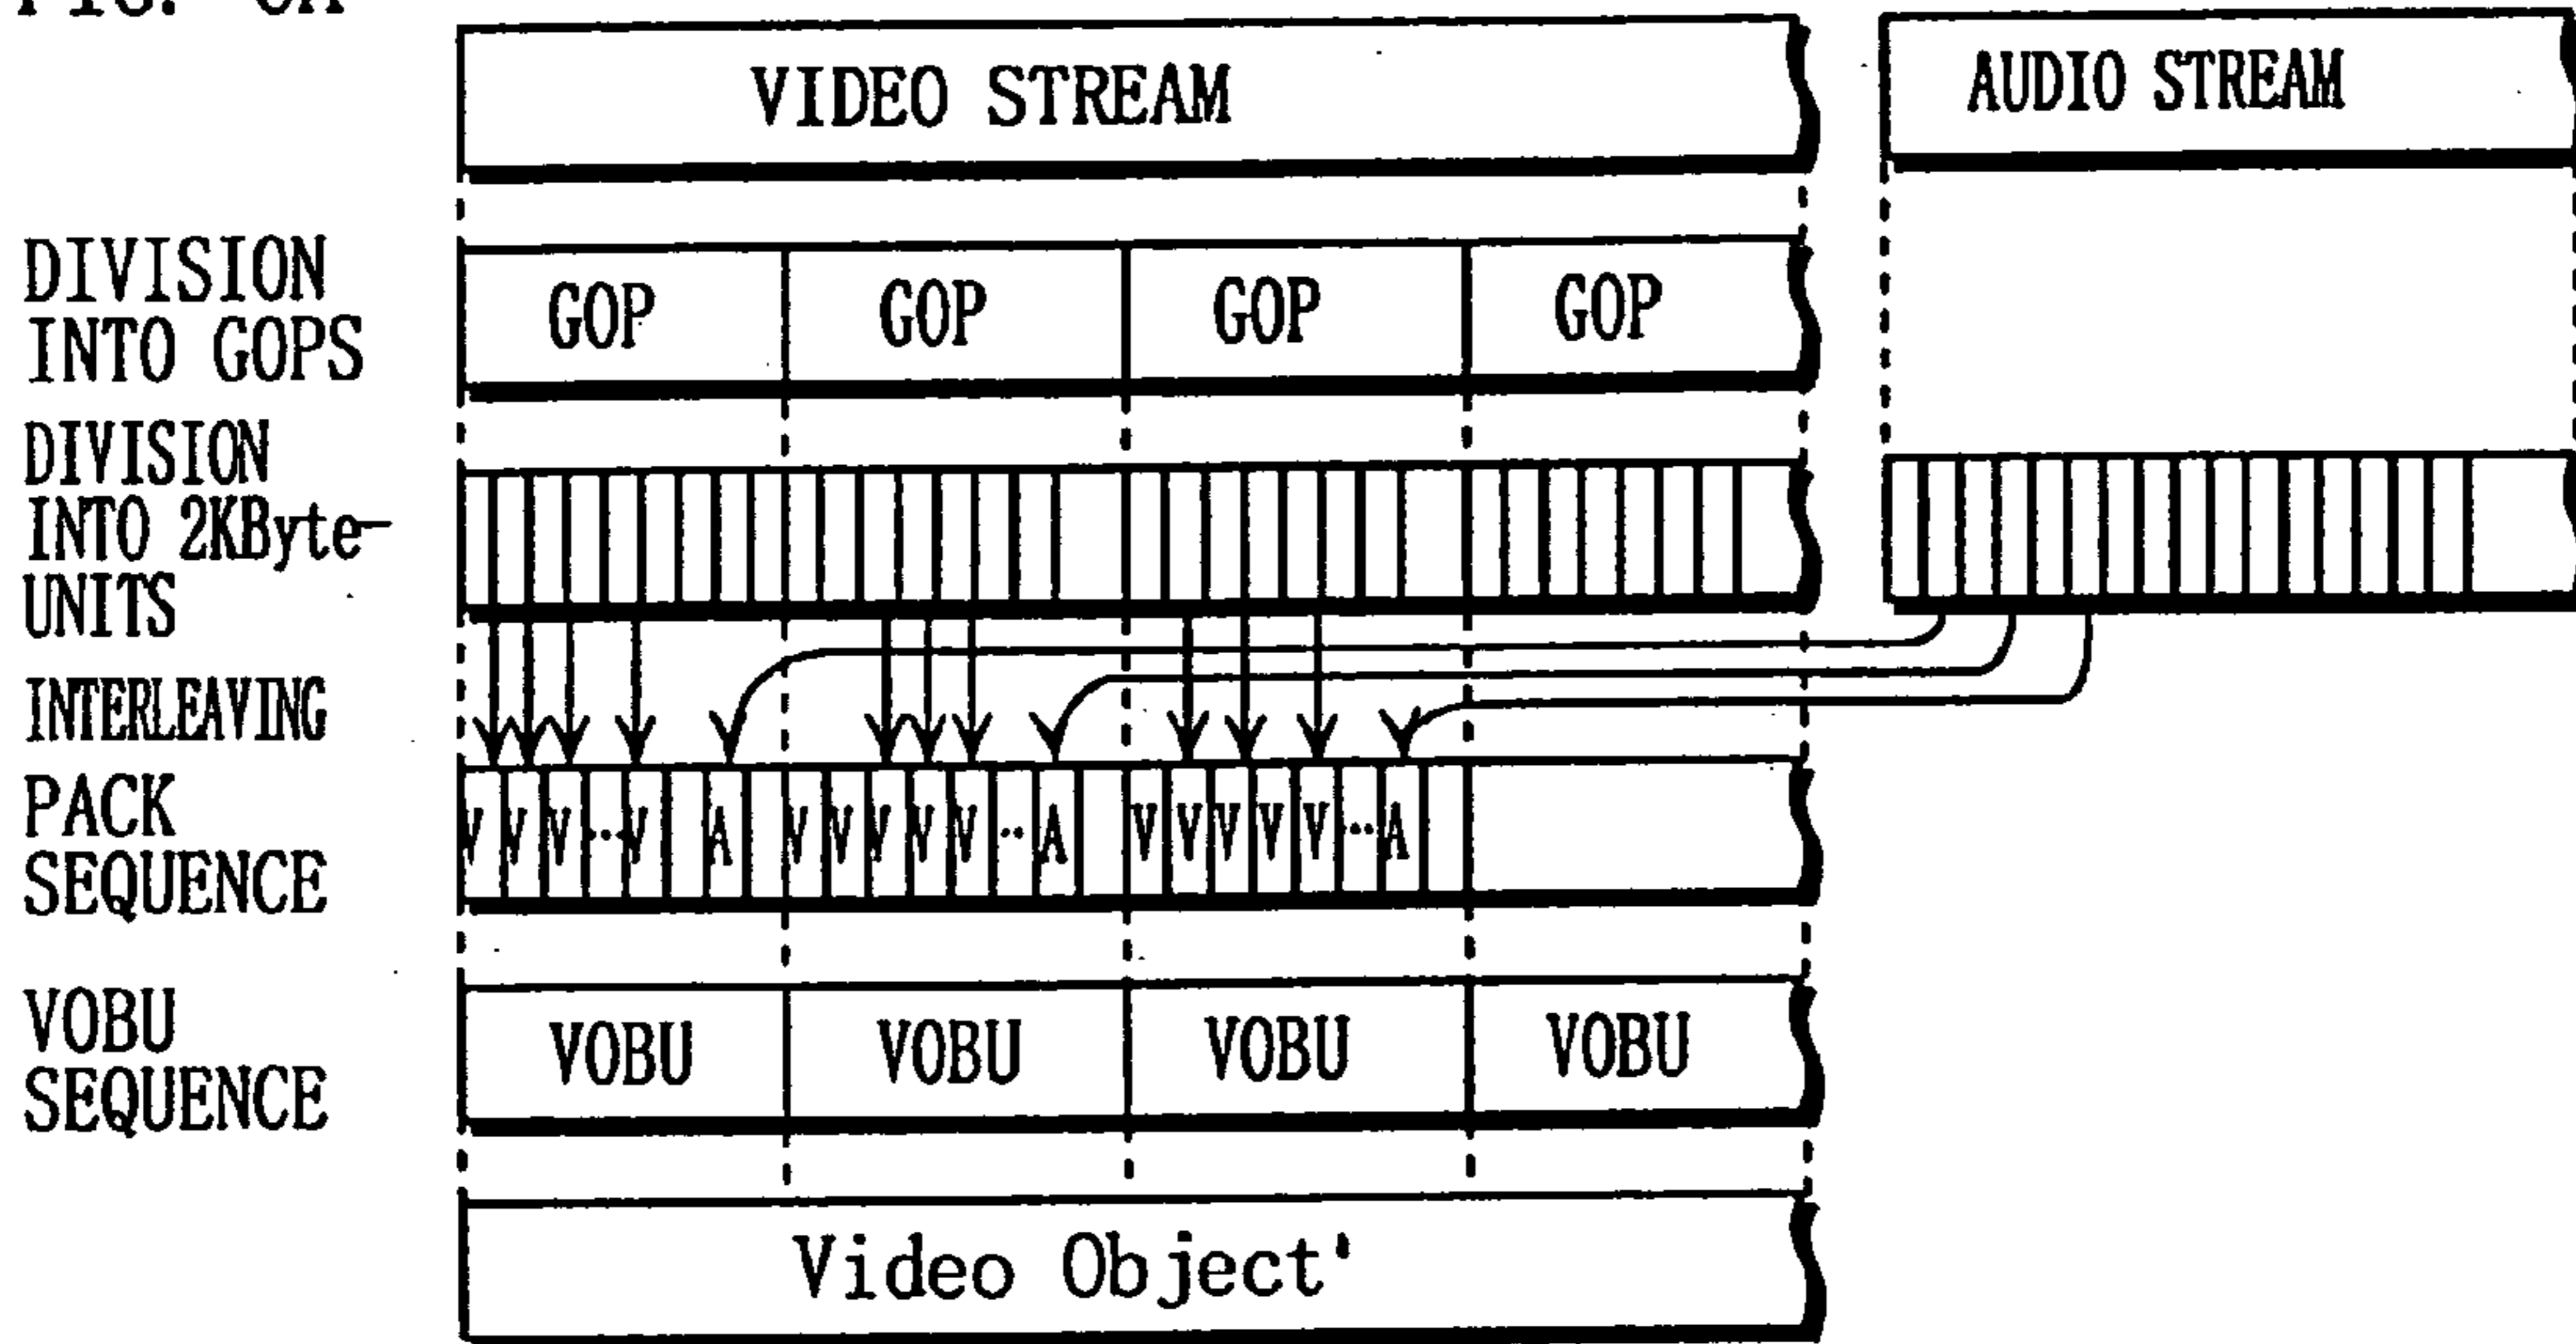 FIG.
VIDEO STREAM
AUDIO STREAM
DIVISION
INTO GOPS
GOP GOP GOP GOP
DIVISION
INTO 2KByte-
UNITS
INTERLEAVING
PACK
SEQUENCE
V V V ... V A V V V V V .. A V V V V V ... A
VOBU
SEQUENCE
VOBU VOBU VOBU VOBU
Video Object